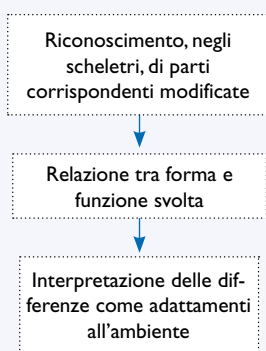 Riconoscimento, negli
scheletri, di parti
corrispondenti modificate
Relazione tra forma e
funzione svolta
Interpretazione delle dif-
ferenze come adattamenti
all'ambiente